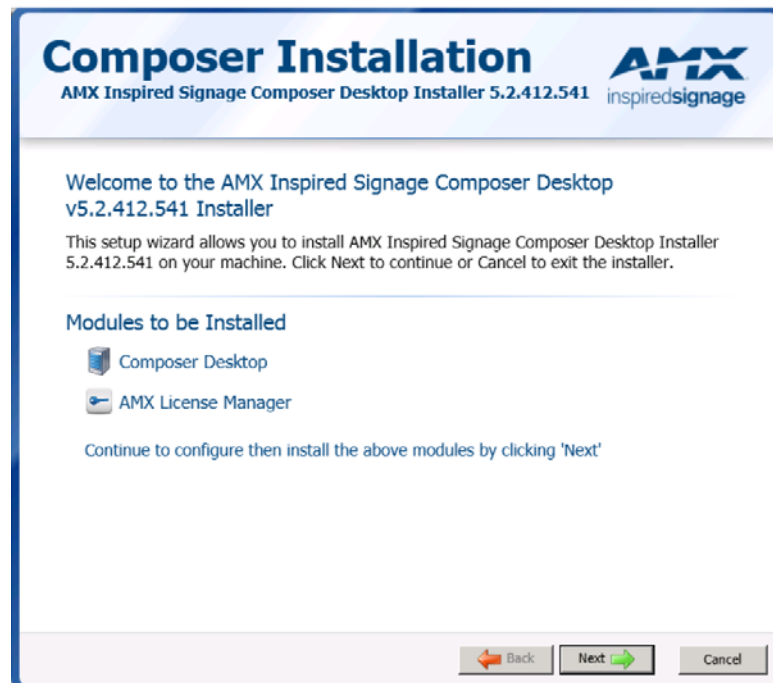 Composer Installation
AMX Inspired Signage Composer Desktop Installer 5.2.412.541
AMX
inspiredsignage
Welcome to the AMX Inspired Signage Composer Desktop
v5.2.412.541 Installer
This setup wizard allows you to install AMX Inspired Signage Composer Desktop Installer
5.2.412.541 on your machine. Click Next to continue or Cancel to exit the installer.
Modules to be Installed
Composer Desktop
AMX License Manager
Continue to configure then install the above modules by clicking 'Next'
Back
Next
Cancel